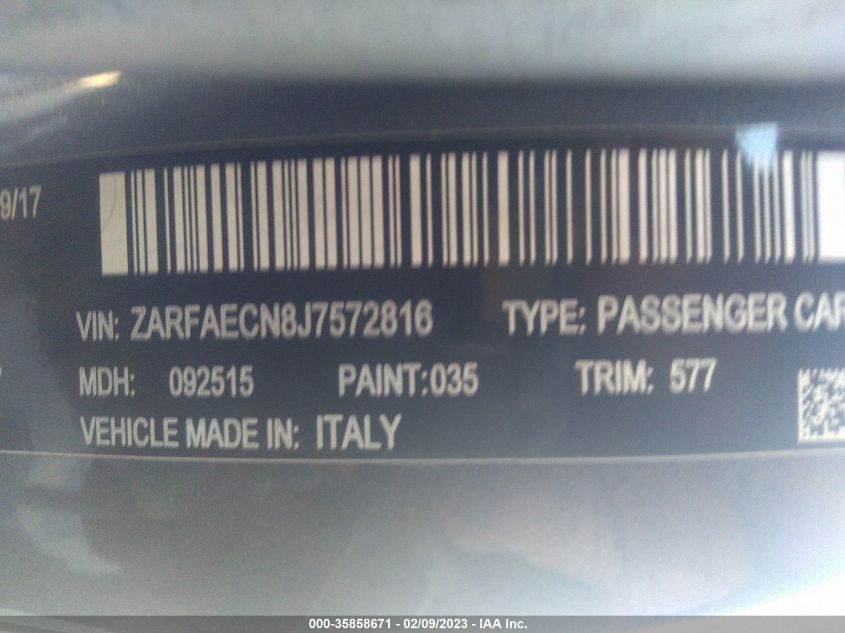 9/17
VIN: ZARFAECN8J7572816 TYPE: PASSENGER CAR
MDH: 092515 PAINT:035 TRIM: 577
VEHICLE MADE IN: ITALY
000-35858671 - 02/09/2023 - IAA Inc.